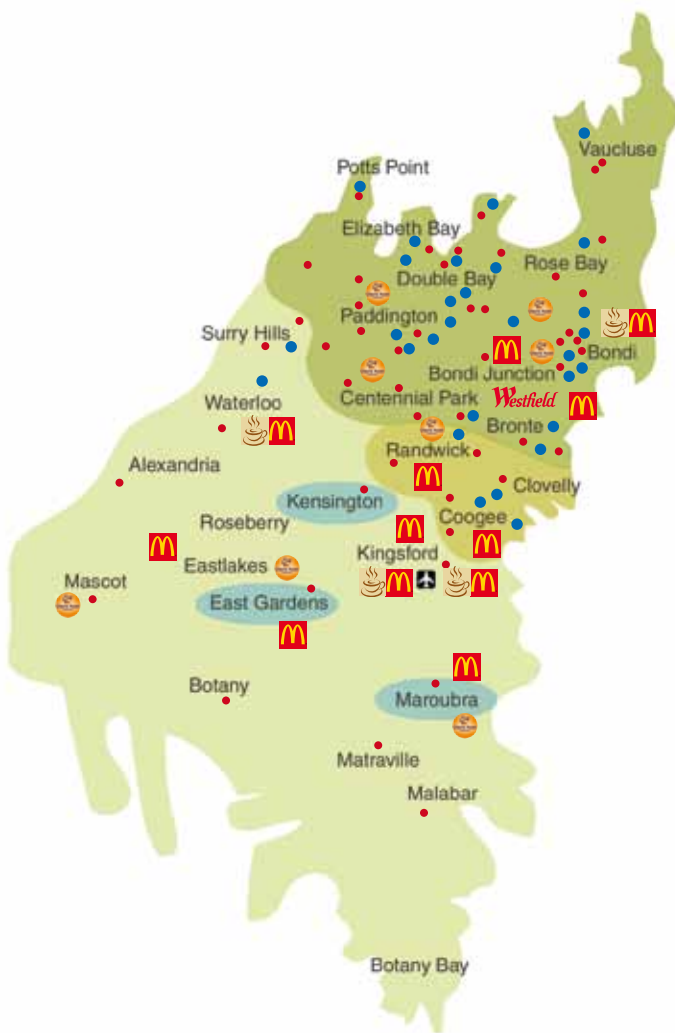 Vaucluse
Potts Point
Elizabeth Bay
Rose Bay
Double Bay
Paddington
Surry Hills
Bondi
Bondi Junction
Centennial Park
Westfield
Waterloo
Bronte
Randwick
Alexandria
Clovelly
Kensington
Coogee
Roseberry
Kingsford
Eastlakes
Mascot
East Gardens
Botany
Maroubra
Matraville
Malabar
Botany Bay